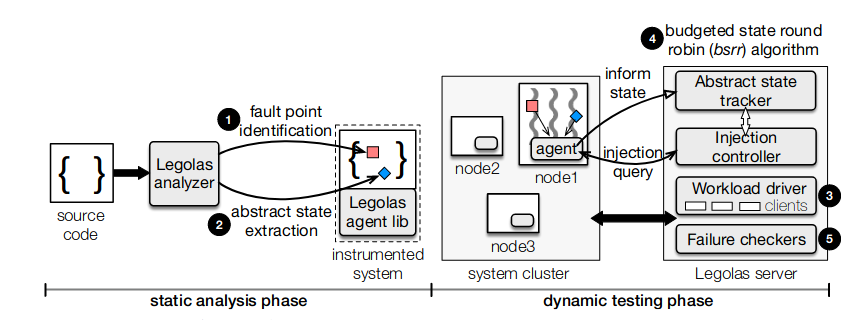 4 budgeted state round
robin (bsrr) algorithm
1 fault point
identification
{ }
Legolas
analyzer
source
code
2 abstract state
extraction
{ }
Legolas
agent lib
instrumented
system
node2
agent
node1
node3
system cluster
inform
state
injection
query
Abstract state
tracker
Injection
controller
Workload driver 3
clients
Failure checkers 5
Legolas server
static analysis phase
dynamic testing phase